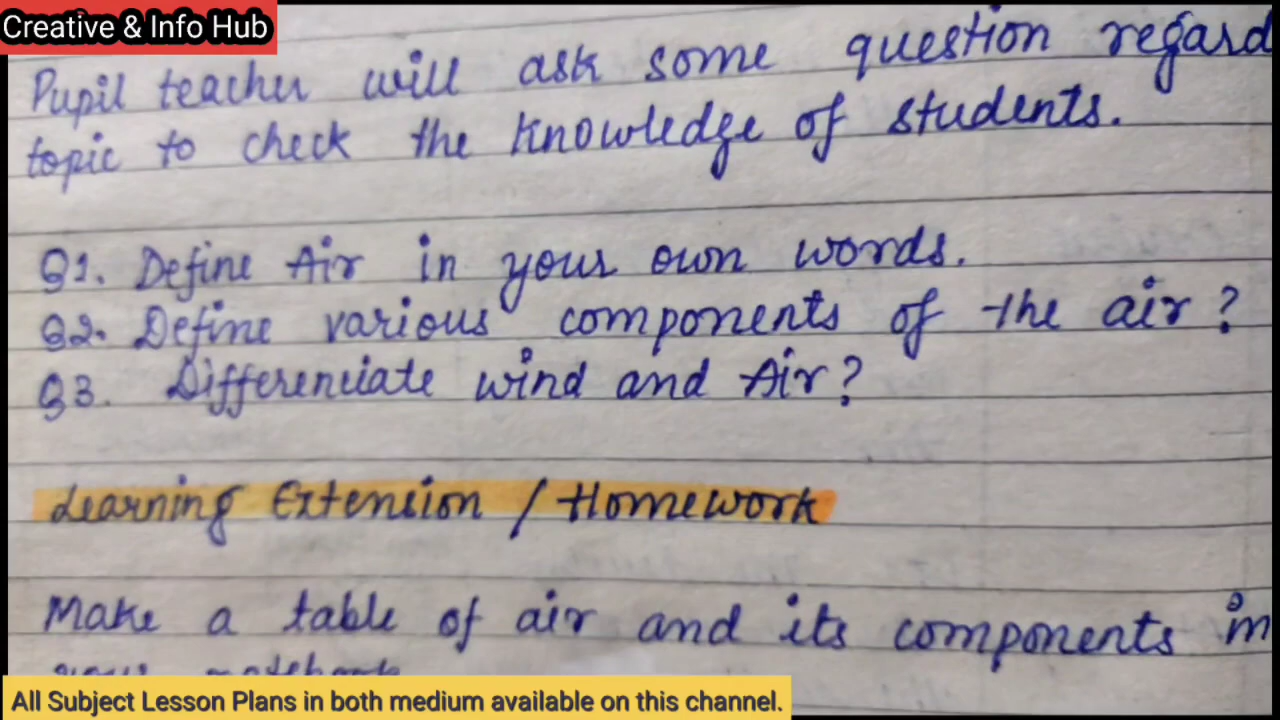 Creative & Info Hub
Pupil teacher will ask some question regard
topic to check the knowledge of students.
Q1. Define Air in your own words.
Q2. Define various components of the air ?
Q3. Differenciate wind and Air?
Learning Extension / Homework
Make a table of air and its components in
your notebook
All Subject Lesson Plans in both medium available on this channel.